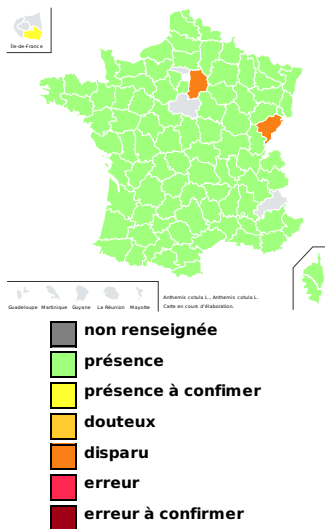 Île-de-France
Guadeloupe Martinique Guyane La Réunion Mayotte
Anthemis cotula L., Anthemis cotula L.
Carte en cours d'élaboration.
non renseignée
présence
présence à confimer
douteux
disparu
erreur
erreur à confirmer